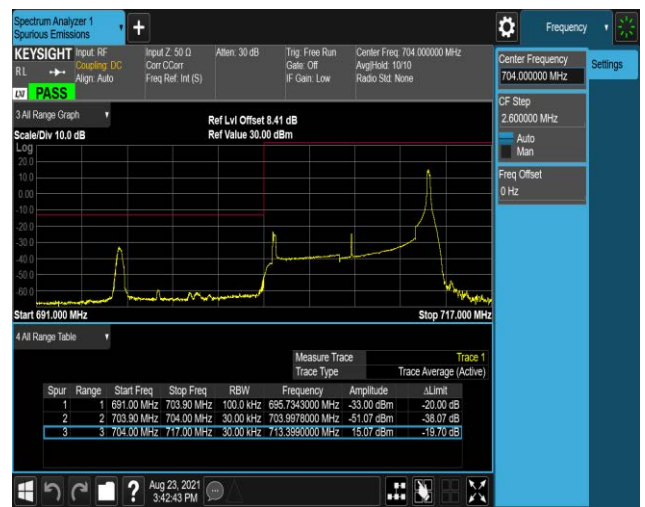 Spectrum Analyzer 1
Spurious Emissions
Frequency
KEYSIGHT Input: RF Input Z: 50 Ω Atten: 30 dB Trig: Free Run Center Freq: 704.000000 MHz
RL Coupling: DC Corr CCorr Gate: Off Avg|Hold: 10/10
Align: Auto Freq Ref: Int (S) IF Gain: Low Radio Std: None
LXI PASS
Center Frequency
704.000000 MHz
Settings
CF Step
2.600000 MHz
Auto
Man
Freq Offset
0 Hz
3 All Range Graph
Ref Lvl Offset 8.41 dB
Scale/Div 10.0 dB Ref Value 30.00 dBm
Log
20.0
10.0
0.00
-10.0
-20.0
-30.0
-40.0
-50.0
-60.0
Start 691.000 MHz Stop 717.000 MHz
4 All Range Table
Measure Trace Trace 1
Trace Type Trace Average (Active)
Spur Range Start Freq Stop Freq RBW Frequency Amplitude ΔLimit
1 1 691.00 MHz 703.90 MHz 100.0 kHz 695.7343000 MHz -33.00 dBm -20.00 dB
2 2 703.90 MHz 704.00 MHz 30.00 kHz 703.9978000 MHz -51.07 dBm -38.07 dB
3 3 704.00 MHz 717.00 MHz 30.00 kHz 713.3990000 MHz 15.07 dBm -19.70 dB
? Aug 23, 2021
3:42:43 PM